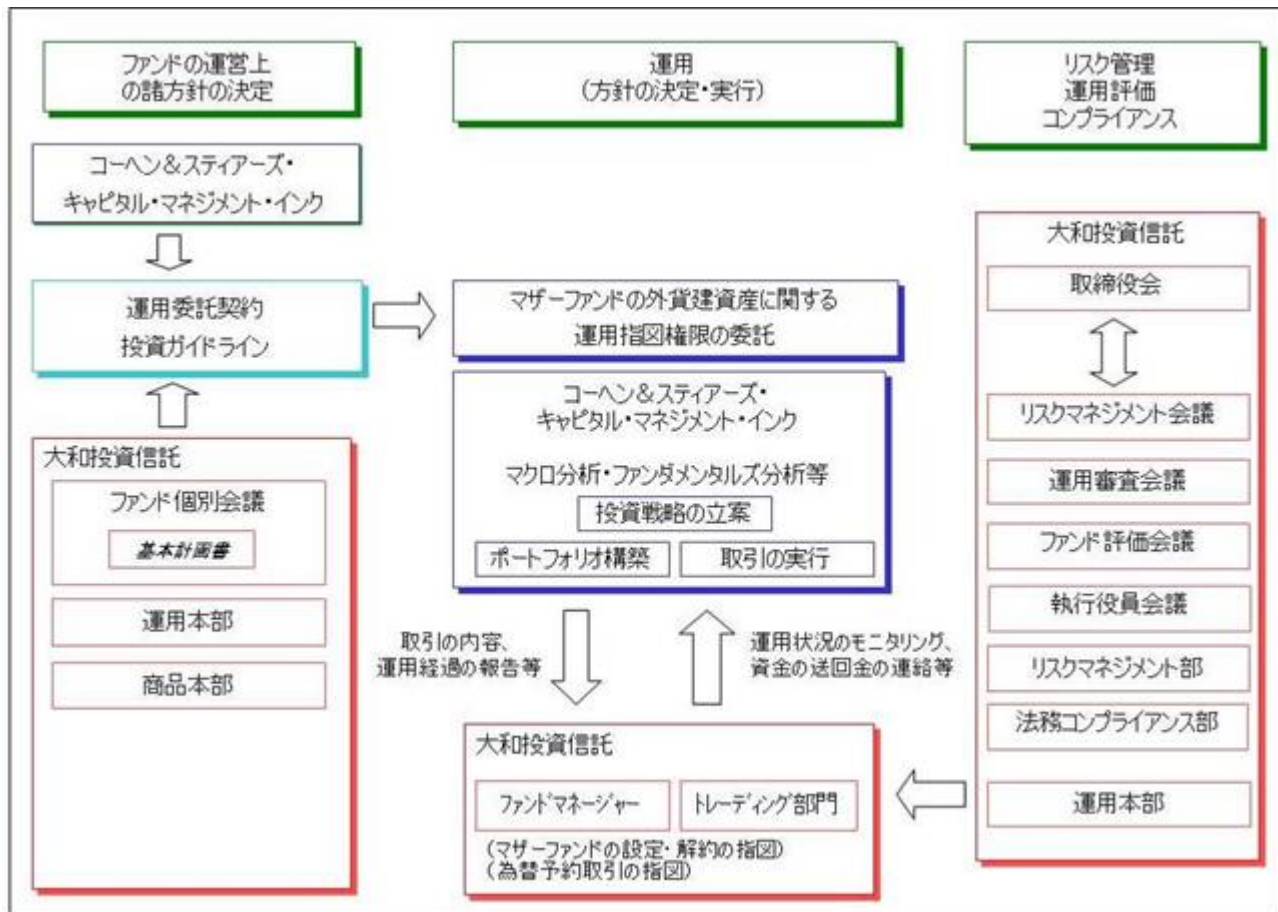 ファンドの運営上
の諸方針の決定
運用
(方針の決定・実行)
リスク管理
運用評価
コンプライアンス
コーヘン＆スティアーズ・
キャピタル・マネジメント・インク
運用委託契約
投資ガイドライン
大和投資信託
ファンド個別会議
基本計画書
運用本部
商品本部
マザーファンドの外貨建資産に関する
運用指図権限の委託
コーヘン＆スティアーズ・
キャピタル・マネジメント・インク
マクロ分析・ファンダメンタルズ分析等
投資戦略の立案
ポートフォリオ構築
取引の実行
取引の内容、
運用経過の報告等
運用状況のモニタリング、
資金の送回金の連絡等
大和投資信託
ファンドマネージャー
トレーディング部門
(マザーファンドの設定・解約の指図)
(為替予約取引の指図)
大和投資信託
取締役会
リスクマネジメント会議
運用審査会議
ファンド評価会議
執行役員会議
リスクマネジメント部
法務コンプライアンス部
運用本部